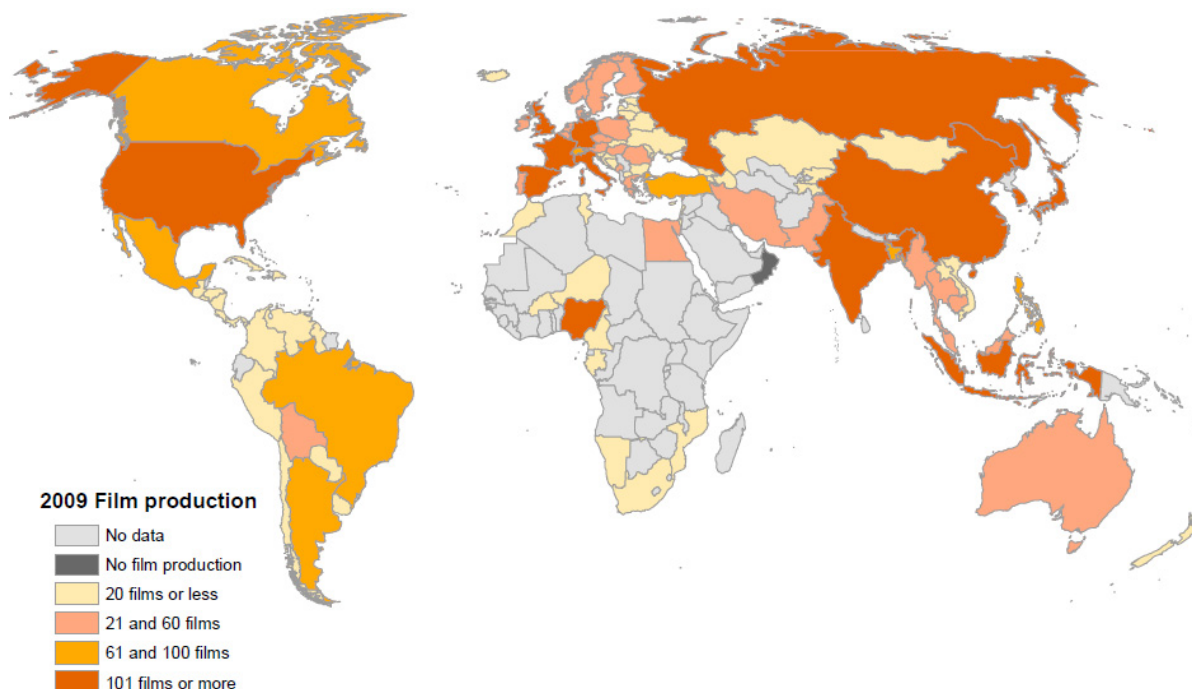 2009 Film production
No data
No film production
20 films or less
21 and 60 films
61 and 100 films
101 films or more